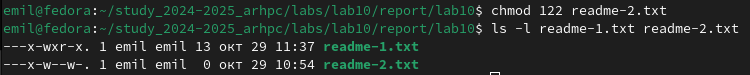 emil@fedora:~/study_2024-2025_arhpc/labs/lab10/report/lab10$ chmod 122 readme-2.txt
emil@fedora:~/study_2024-2025_arhpc/labs/lab10/report/lab10$ ls -l readme-1.txt readme-2.txt
---x-wxr-x. 1 emil emil 13 окт 29 11:37 readme-1.txt
---x-w--w-. 1 emil emil  0 окт 29 10:54 readme-2.txt